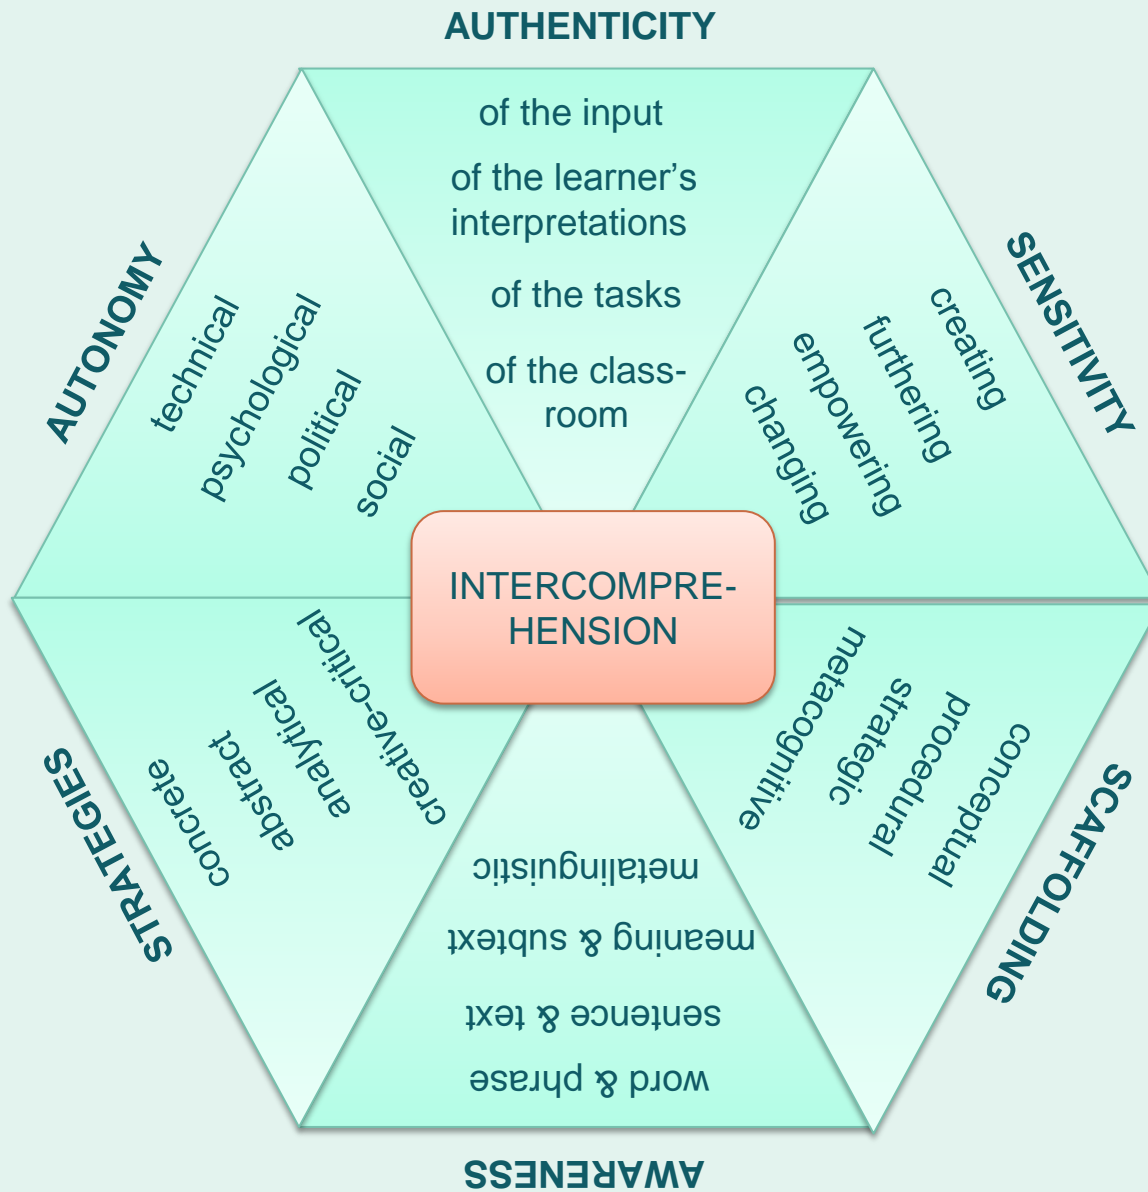 AUTHENTICITY
of the input
of the learner’s
interpretations
of the tasks
of the class-
room
SENSITIVITY
creating
furthering
empowering
changing
SCAFFOLDING
conceptual
procedural
strategic
metacognitive
AWARENESS
word & phrase
sentence & text
meaning & subtext
metalinguistic
STRATEGIES
concrete
abstract
analytical
creative-critical
AUTONOMY
technical
psychological
political
social
INTERCOMPRE-
HENSION